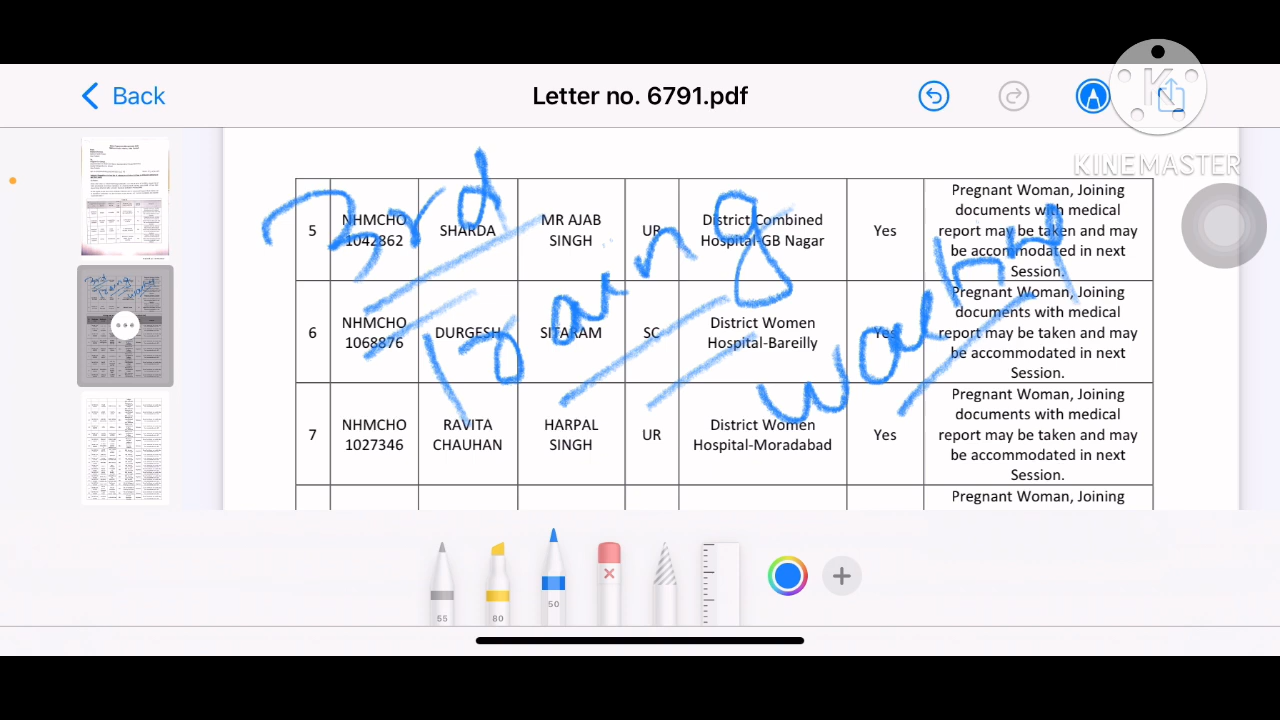 Back
Letter no. 6791.pdf
KINEMASTER
3rd
waiting
5 NHMCHO 1042862 SHARDA MR AJAB SINGH UR District Combined Hospital-GB Nagar Yes Pregnant Woman, Joining documents with medical report may be taken and may be accommodated in next Session.
6 NHMCHO 1068876 DURGESH SITARAM SC District Women Hospital-Bareilly Yes Pregnant Woman, Joining documents with medical report may be taken and may be accommodated in next Session.
7 NHMCHO 1027346 RAVITA CHAUHAN HARPAL SINGH UR District Women Hospital-Moradabad Yes Pregnant Woman, Joining documents with medical report may be taken and may be accommodated in next Session.
Pregnant Woman, Joining
55
80
50